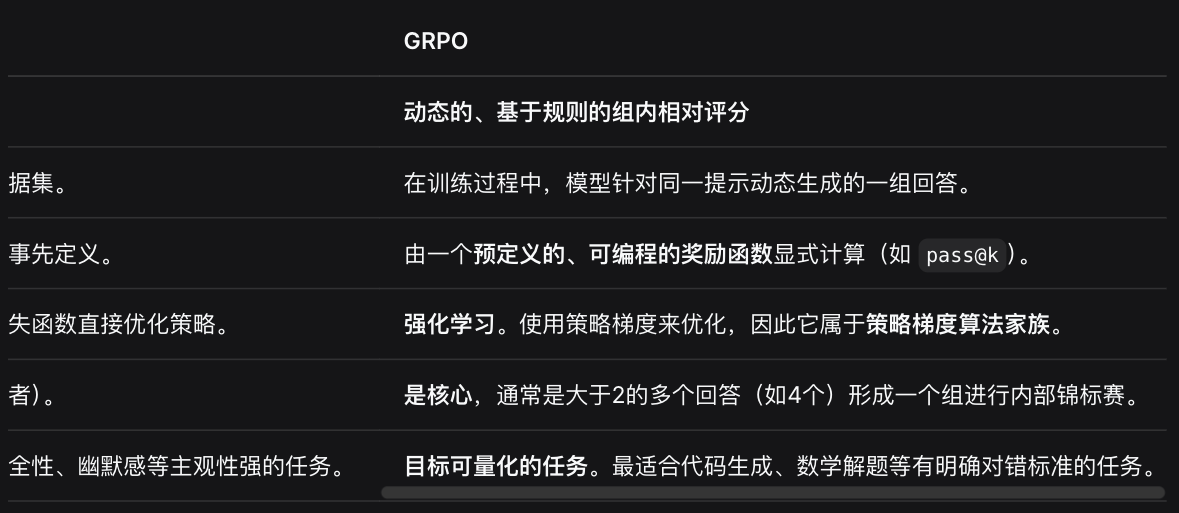 GRPO
动态的、基于规则的组内相对评分
据集。 在训练过程中，模型针对同一提示动态生成的一组回答。
事先定义。 由一个预定义的、可编程的奖励函数显式计算（如 pass@k）。
失函数直接优化策略。 强化学习。使用策略梯度来优化，因此它属于策略梯度算法家族。
者）。 是核心，通常是大于2的多个回答（如4个）形成一个组进行内部锦标赛。
全性、幽默感等主观性强的任务。 目标可量化的任务。最适合代码生成、数学解题等有明确对错标准的任务。